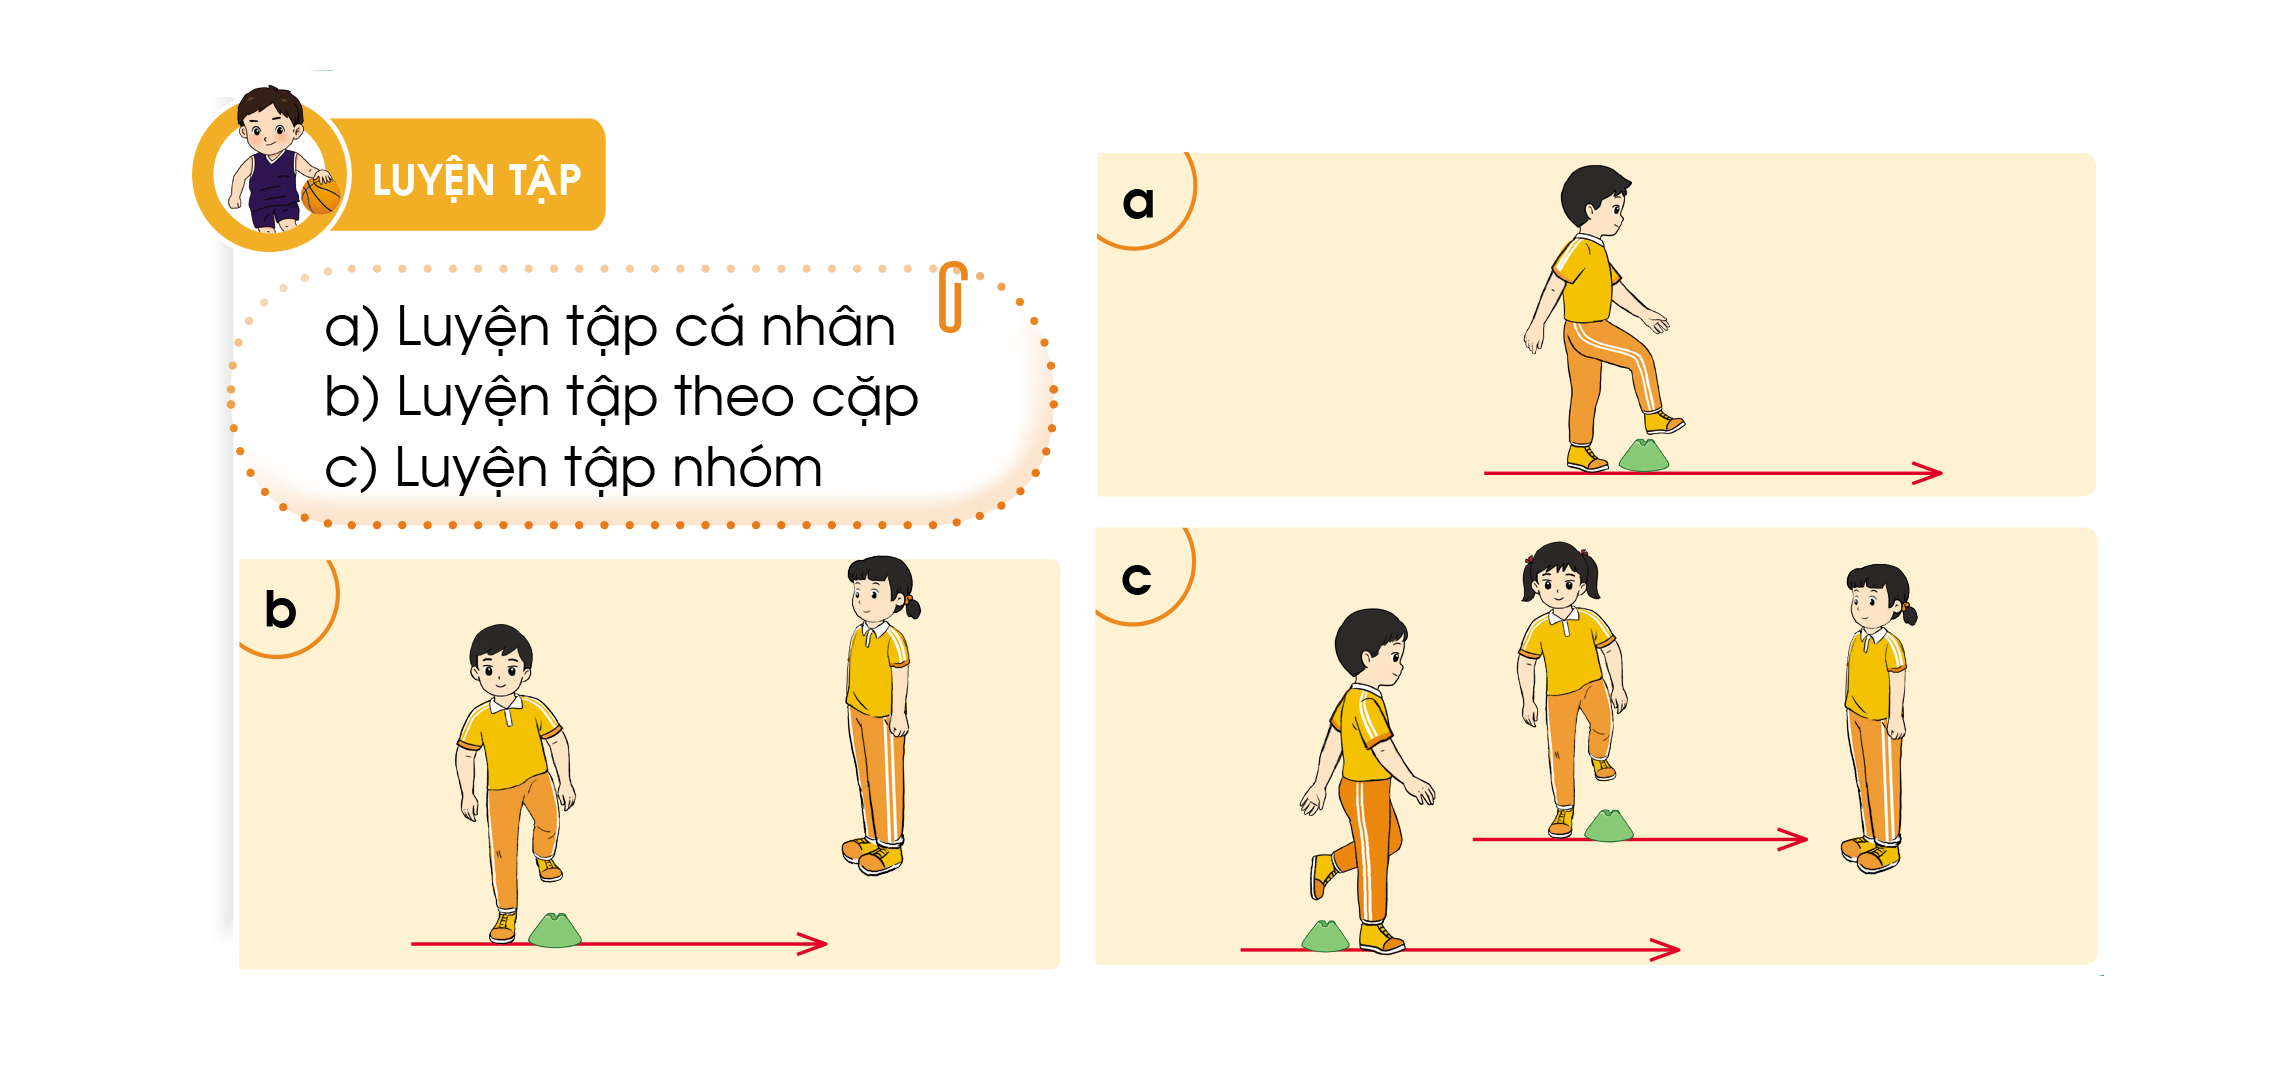 LUYỆN TẬP
a) Luyện tập cá nhân
b) Luyện tập theo cặp
c) Luyện tập nhóm
a
b
c